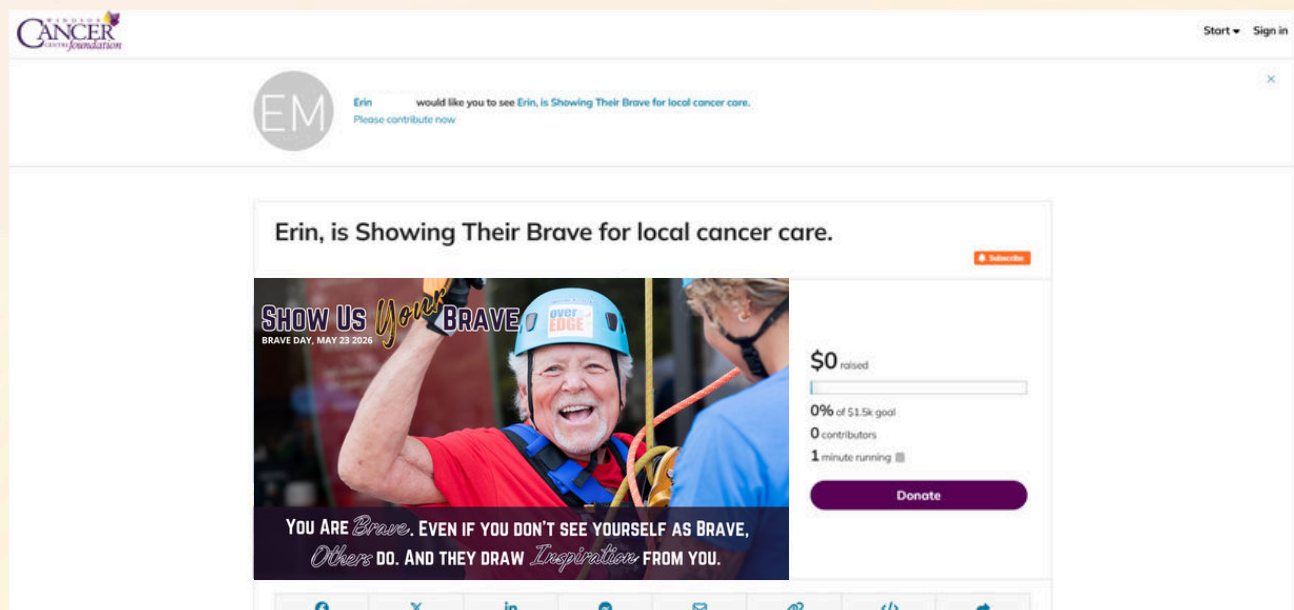 WINDSOR
CANCER
CENTRE foundation
Start Sign in
EM
Erin would like you to see Erin, is Showing Their Brave for local cancer care.
Please contribute now
Erin, is Showing Their Brave for local cancer care.
Subscribe
SHOW US Your BRAVE
BRAVE DAY, MAY 23 2026
over
EDGE
YOU ARE Brave. EVEN IF YOU DON'T SEE YOURSELF AS BRAVE,
Others DO. AND THEY DRAW Inspiration FROM YOU.
$0 raised
0% of $1.5k goal
0 contributors
1 minute running
Donate